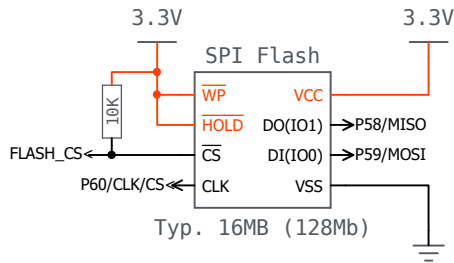 3.3V
3.3V
SPI Flash
10K
WP
VCC
HOLD
DO(IO1)
P58/MISO
FLASH_CS
CS
DI(IO0)
P59/MOSI
P60/CLK/CS
CLK
VSS
Typ. 16MB (128Mb)